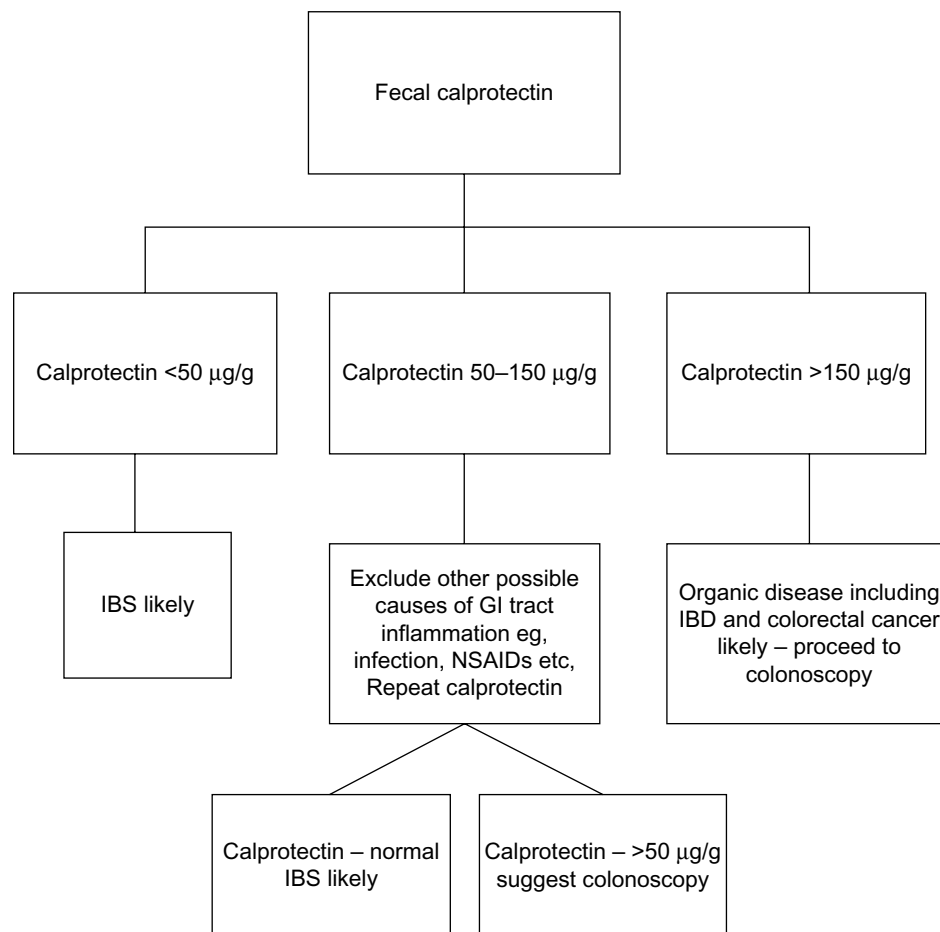 Fecal calprotectin
Calprotectin <50 μg/g
Calprotectin 50–150 μg/g
Calprotectin >150 μg/g
IBS likely
Exclude other possible
causes of GI tract
inflammation eg,
infection, NSAIDs etc,
Repeat calprotectin
Organic disease including
IBD and colorectal cancer
likely – proceed to
colonoscopy
Calprotectin – normal
IBS likely
Calprotectin – >50 μg/g
suggest colonoscopy